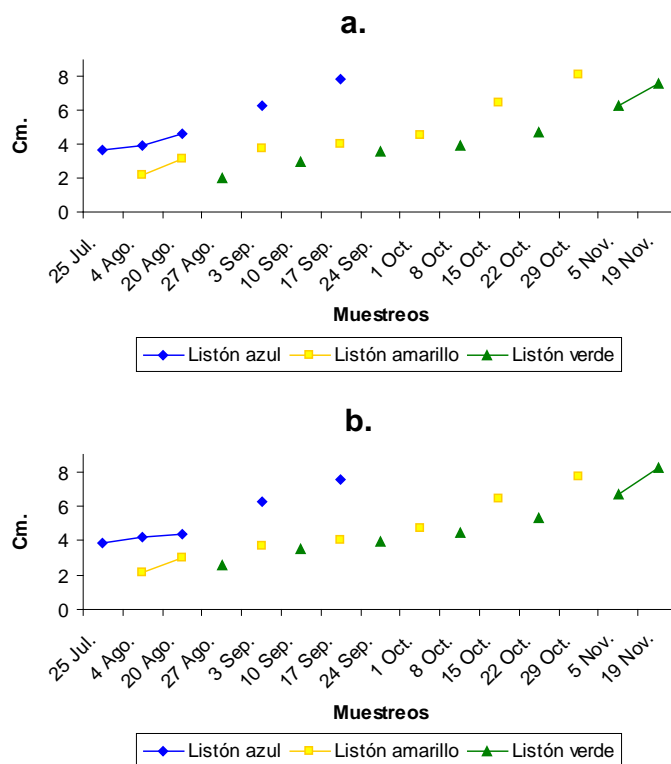 a.
8
6
4
2
0
Cm.
25 Jul.
4 Ago.
20 Ago.
27 Ago.
3 Sep.
10 Sep.
17 Sep.
24 Sep.
1 Oct.
8 Oct.
15 Oct.
22 Oct.
29 Oct.
5 Nov.
19 Nov.
Muestreos
Listón azul Listón amarillo Listón verde
b.
8
6
4
2
0
Cm.
25 Jul.
4 Ago.
20 Ago.
27 Ago.
3 Sep.
10 Sep.
17 Sep.
24 Sep.
1 Oct.
8 Oct.
15 Oct.
22 Oct.
29 Oct.
5 Nov.
19 Nov.
Muestreos
Listón azul Listón amarillo Listón verde